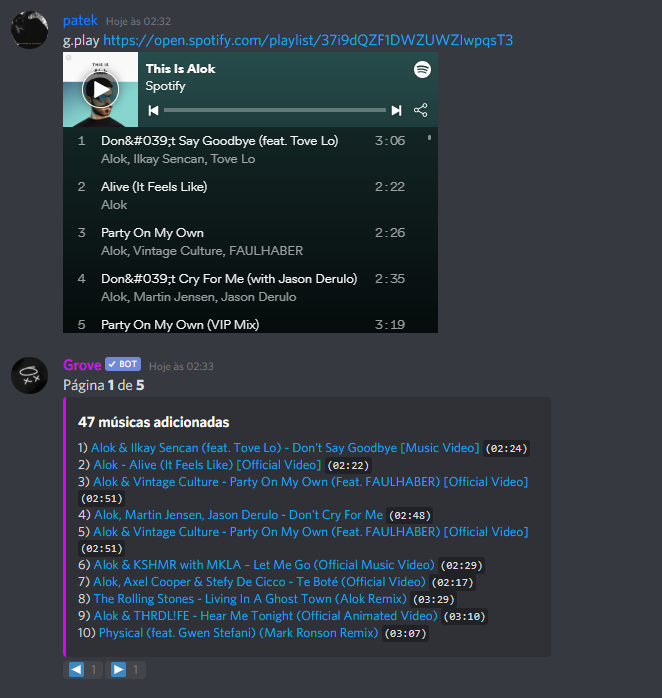 patek Hoje às 02:32
g.play https://open.spotify.com/playlist/37i9dQZF1DWZUWZlwpqsT3
THIS IS
This Is Alok
Spotify
1 Don&#039;t Say Goodbye (feat. Tove Lo) 3:06
Alok, Ilkay Sencan, Tove Lo
2 Alive (It Feels Like) 2:22
Alok
3 Party On My Own 2:26
Alok, Vintage Culture, FAULHABER
4 Don&#039;t Cry For Me (with Jason Derulo) 2:35
Alok, Martin Jensen, Jason Derulo
5 Party On My Own (VIP Mix) 3:19
Grove BOT Hoje às 02:33
Página 1 de 5
47 músicas adicionadas
1) Alok & Ilkay Sencan (feat. Tove Lo) - Don't Say Goodbye [Music Video] (02:24)
2) Alok - Alive (It Feels Like) [Official Video] (02:22)
3) Alok & Vintage Culture - Party On My Own (Feat. FAULHABER) [Official Video]
(02:51)
4) Alok, Martin Jensen, Jason Derulo - Don't Cry For Me (02:48)
5) Alok & Vintage Culture - Party On My Own (Feat. FAULHABER) [Official Video]
(02:51)
6) Alok & KSHMR with MKLA – Let Me Go (Official Music Video) (02:29)
7) Alok, Axel Cooper & Stefy De Cicco - Te Boté (Official Video) (02:17)
8) The Rolling Stones - Living In A Ghost Town (Alok Remix) (03:29)
9) Alok & THRDL!FE - Hear Me Tonight (Official Animated Video) (03:10)
10) Physical (feat. Gwen Stefani) (Mark Ronson Remix) (03:07)
1 1